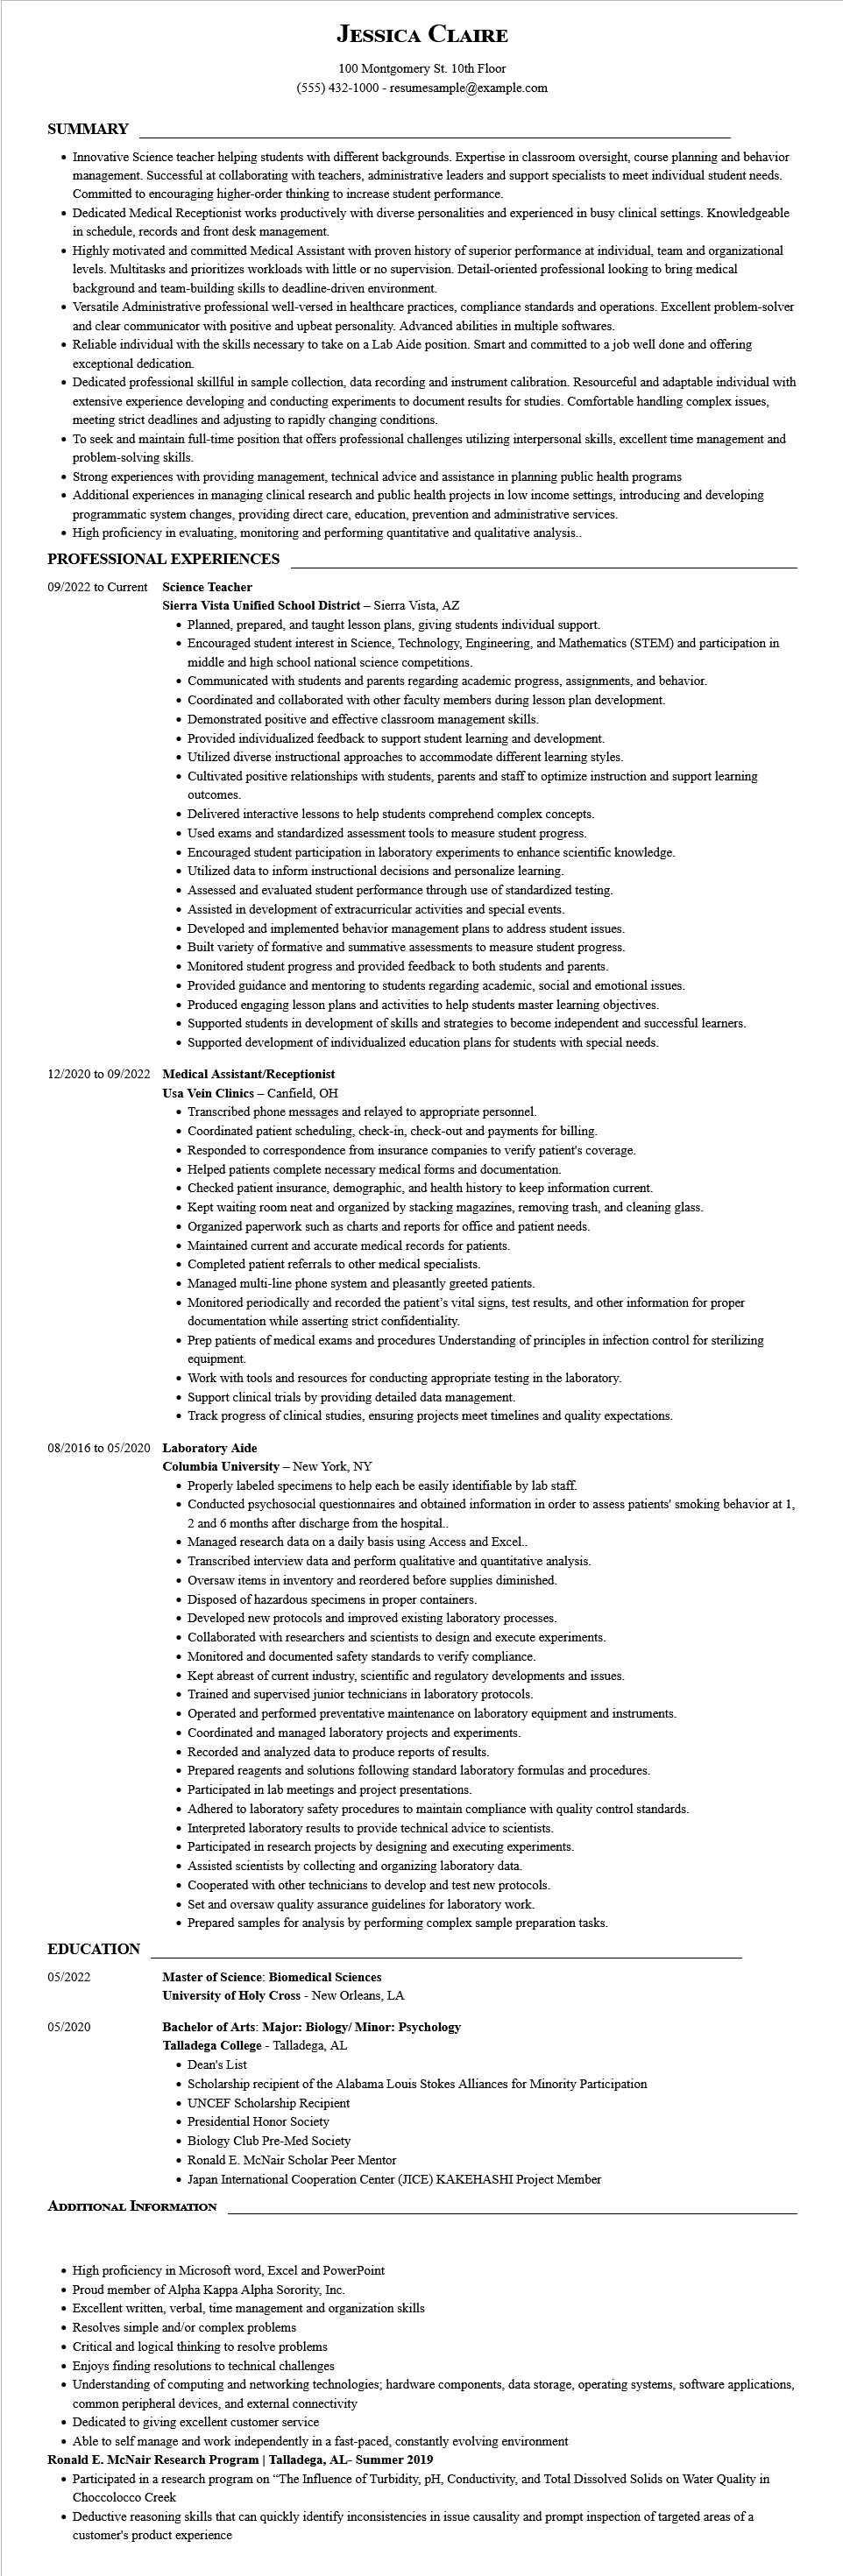 Jessica Claire
100 Montgomery St. 10th Floor
(555) 432-1000 - resumesample@example.com
SUMMARY
• Innovative Science teacher helping students with different backgrounds. Expertise in classroom oversight, course planning and behavior
management. Successful at collaborating with teachers, administrative leaders and support specialists to meet individual student needs.
Committed to encouraging higher-order thinking to increase student performance.
• Dedicated Medical Receptionist works productively with diverse personalities and experienced in busy clinical settings. Knowledgeable
in schedule, records and front desk management.
• Highly motivated and committed Medical Assistant with proven history of superior performance at individual, team and organizational
levels. Multitasks and prioritizes workloads with little or no supervision. Detail-oriented professional looking to bring medical
background and team-building skills to deadline-driven environment.
• Versatile Administrative professional well-versed in healthcare practices, compliance standards and operations. Excellent problem-solver
and clear communicator with positive and upbeat personality. Advanced abilities in multiple softwares.
• Reliable individual with the skills necessary to take on a Lab Aide position. Smart and committed to a job well done and offering
exceptional dedication.
• Dedicated professional skillful in sample collection, data recording and instrument calibration. Resourceful and adaptable individual with
extensive experience developing and conducting experiments to document results for studies. Comfortable handling complex issues,
meeting strict deadlines and adjusting to rapidly changing conditions.
• To seek and maintain full-time position that offers professional challenges utilizing interpersonal skills, excellent time management and
problem-solving skills.
• Strong experiences with providing management, technical advice and assistance in planning public health programs
• Additional experiences in managing clinical research and public health projects in low income settings, introducing and developing
programmatic system changes, providing direct care, education, prevention and administrative services.
• High proficiency in evaluating, monitoring and performing quantitative and qualitative analysis..
PROFESSIONAL EXPERIENCES
09/2022 to Current Science Teacher
Sierra Vista Unified School District – Sierra Vista, AZ
• Planned, prepared, and taught lesson plans, giving students individual support.
• Encouraged student interest in Science, Technology, Engineering, and Mathematics (STEM) and participation in
middle and high school national science competitions.
• Communicated with students and parents regarding academic progress, assignments, and behavior.
• Coordinated and collaborated with other faculty members during lesson plan development.
• Demonstrated positive and effective classroom management skills.
• Provided individualized feedback to support student learning and development.
• Utilized diverse instructional approaches to accommodate different learning styles.
• Cultivated positive relationships with students, parents and staff to optimize instruction and support learning
outcomes.
• Delivered interactive lessons to help students comprehend complex concepts.
• Used exams and standardized assessment tools to measure student progress.
• Encouraged student participation in laboratory experiments to enhance scientific knowledge.
• Utilized data to inform instructional decisions and personalize learning.
• Assessed and evaluated student performance through use of standardized testing.
• Assisted in development of extracurricular activities and special events.
• Developed and implemented behavior management plans to address student issues.
• Built variety of formative and summative assessments to measure student progress.
• Monitored student progress and provided feedback to both students and parents.
• Provided guidance and mentoring to students regarding academic, social and emotional issues.
• Produced engaging lesson plans and activities to help students master learning objectives.
• Supported students in development of skills and strategies to become independent and successful learners.
• Supported development of individualized education plans for students with special needs.
12/2020 to 09/2022 Medical Assistant/Receptionist
Usa Vein Clinics – Canfield, OH
• Transcribed phone messages and relayed to appropriate personnel.
• Coordinated patient scheduling, check-in, check-out and payments for billing.
• Responded to correspondence from insurance companies to verify patient's coverage.
• Helped patients complete necessary medical forms and documentation.
• Checked patient insurance, demographic, and health history to keep information current.
• Kept waiting room neat and organized by stacking magazines, removing trash, and cleaning glass.
• Organized paperwork such as charts and reports for office and patient needs.
• Maintained current and accurate medical records for patients.
• Completed patient referrals to other medical specialists.
• Managed multi-line phone system and pleasantly greeted patients.
• Monitored periodically and recorded the patient’s vital signs, test results, and other information for proper
documentation while asserting strict confidentiality.
• Prep patients of medical exams and procedures Understanding of principles in infection control for sterilizing
equipment.
• Work with tools and resources for conducting appropriate testing in the laboratory.
• Support clinical trials by providing detailed data management.
• Track progress of clinical studies, ensuring projects meet timelines and quality expectations.
08/2016 to 05/2020 Laboratory Aide
Columbia University – New York, NY
• Properly labeled specimens to help each be easily identifiable by lab staff.
• Conducted psychosocial questionnaires and obtained information in order to assess patients' smoking behavior at 1,
2 and 6 months after discharge from the hospital..
• Managed research data on a daily basis using Access and Excel..
• Transcribed interview data and perform qualitative and quantitative analysis.
• Oversaw items in inventory and reordered before supplies diminished.
• Disposed of hazardous specimens in proper containers.
• Developed new protocols and improved existing laboratory processes.
• Collaborated with researchers and scientists to design and execute experiments.
• Monitored and documented safety standards to verify compliance.
• Kept abreast of current industry, scientific and regulatory developments and issues.
• Trained and supervised junior technicians in laboratory protocols.
• Operated and performed preventative maintenance on laboratory equipment and instruments.
• Coordinated and managed laboratory projects and experiments.
• Recorded and analyzed data to produce reports of results.
• Prepared reagents and solutions following standard laboratory formulas and procedures.
• Participated in lab meetings and project presentations.
• Adhered to laboratory safety procedures to maintain compliance with quality control standards.
• Interpreted laboratory results to provide technical advice to scientists.
• Participated in research projects by designing and executing experiments.
• Assisted scientists by collecting and organizing laboratory data.
• Cooperated with other technicians to develop and test new protocols.
• Set and oversaw quality assurance guidelines for laboratory work.
• Prepared samples for analysis by performing complex sample preparation tasks.
EDUCATION
05/2022 Master of Science: Biomedical Sciences
University of Holy Cross - New Orleans, LA
05/2020 Bachelor of Arts: Major: Biology/ Minor: Psychology
Talladega College - Talladega, AL
• Dean's List
• Scholarship recipient of the Alabama Louis Stokes Alliances for Minority Participation
• UNCEF Scholarship Recipient
• Presidential Honor Society
• Biology Club Pre-Med Society
• Ronald E. McNair Scholar Peer Mentor
• Japan International Cooperation Center (JICE) KAKEHASHI Project Member
Additional Information
• High proficiency in Microsoft word, Excel and PowerPoint
• Proud member of Alpha Kappa Alpha Sorority, Inc.
• Excellent written, verbal, time management and organization skills
• Resolves simple and/or complex problems
• Critical and logical thinking to resolve problems
• Enjoys finding resolutions to technical challenges
• Understanding of computing and networking technologies; hardware components, data storage, operating systems, software applications,
common peripheral devices, and external connectivity
• Dedicated to giving excellent customer service
• Able to self manage and work independently in a fast-paced, constantly evolving environment
Ronald E. McNair Research Program | Talladega, AL- Summer 2019
• Participated in a research program on “The Influence of Turbidity, pH, Conductivity, and Total Dissolved Solids on Water Quality in
Choccolocco Creek
• Deductive reasoning skills that can quickly identify inconsistencies in issue causality and prompt inspection of targeted areas of a
customer's product experience